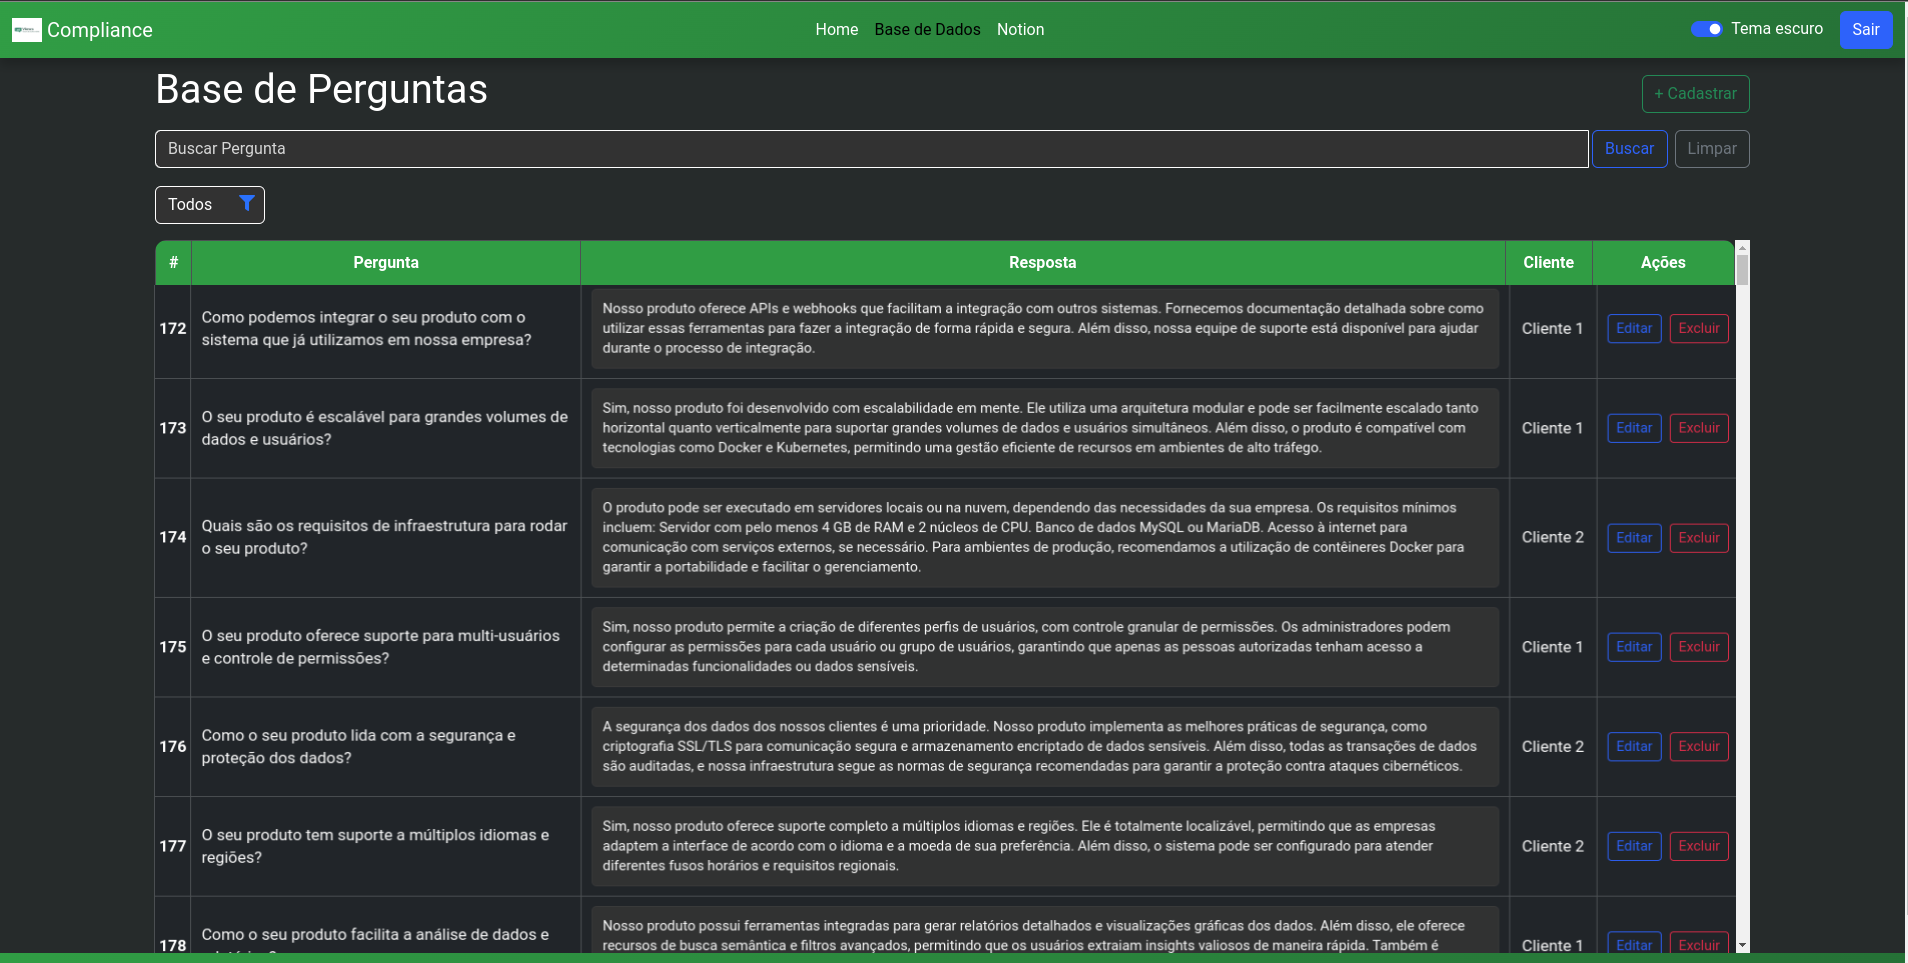 Compliance
Home Base de Dados Notion
Tema escuro
Sair
Base de Perguntas
+ Cadastrar
Buscar Pergunta
Buscar
Limpar
Todos
# Pergunta Resposta Cliente Ações
172
Como podemos integrar o seu produto com o
sistema que já utilizamos em nossa empresa?
Nosso produto oferece APIs e webhooks que facilitam a integração com outros sistemas. Fornecemos documentação detalhada sobre como
utilizar essas ferramentas para fazer a integração de forma rápida e segura. Além disso, nossa equipe de suporte está disponível para ajudar
durante o processo de integração.
Cliente 1
Editar Excluir
173
O seu produto é escalável para grandes volumes de
dados e usuários?
Sim, nosso produto foi desenvolvido com escalabilidade em mente. Ele utiliza uma arquitetura modular e pode ser facilmente escalado tanto
horizontal quanto verticalmente para suportar grandes volumes de dados e usuários simultâneos. Além disso, o produto é compatível com
tecnologias como Docker e Kubernetes, permitindo uma gestão eficiente de recursos em ambientes de alto tráfego.
Cliente 1
Editar Excluir
174
Quais são os requisitos de infraestrutura para rodar
o seu produto?
O produto pode ser executado em servidores locais ou na nuvem, dependendo das necessidades da sua empresa. Os requisitos mínimos
incluem: Servidor com pelo menos 4 GB de RAM e 2 núcleos de CPU. Banco de dados MySQL ou MariaDB. Acesso à internet para
comunicação com serviços externos, se necessário. Para ambientes de produção, recomendamos a utilização de contêineres Docker para
garantir a portabilidade e facilitar o gerenciamento.
Cliente 2
Editar Excluir
175
O seu produto oferece suporte para multi-usuários
e controle de permissões?
Sim, nosso produto permite a criação de diferentes perfis de usuários, com controle granular de permissões. Os administradores podem
configurar as permissões para cada usuário ou grupo de usuários, garantindo que apenas as pessoas autorizadas tenham acesso a
determinadas funcionalidades ou dados sensíveis.
Cliente 1
Editar Excluir
176
Como o seu produto lida com a segurança e
proteção dos dados?
A segurança dos dados dos nossos clientes é uma prioridade. Nosso produto implementa as melhores práticas de segurança, como
criptografia SSL/TLS para comunicação segura e armazenamento encriptado de dados sensíveis. Além disso, todas as transações de dados
são auditadas, e nossa infraestrutura segue as normas de segurança recomendadas para garantir a proteção contra ataques cibernéticos.
Cliente 2
Editar Excluir
177
O seu produto tem suporte a múltiplos idiomas e
regiões?
Sim, nosso produto oferece suporte completo a múltiplos idiomas e regiões. Ele é totalmente localizável, permitindo que as empresas
adaptem a interface de acordo com o idioma e a moeda de sua preferência. Além disso, o sistema pode ser configurado para atender
diferentes fusos horários e requisitos regionais.
Cliente 2
Editar Excluir
178
Como o seu produto facilita a análise de dados e
Nosso produto possui ferramentas integradas para gerar relatórios detalhados e visualizações gráficas dos dados. Além disso, ele oferece
recursos de busca semântica e filtros avançados, permitindo que os usuários extraiam insights valiosos de maneira rápida. Também é
Cliente 1
Editar Excluir